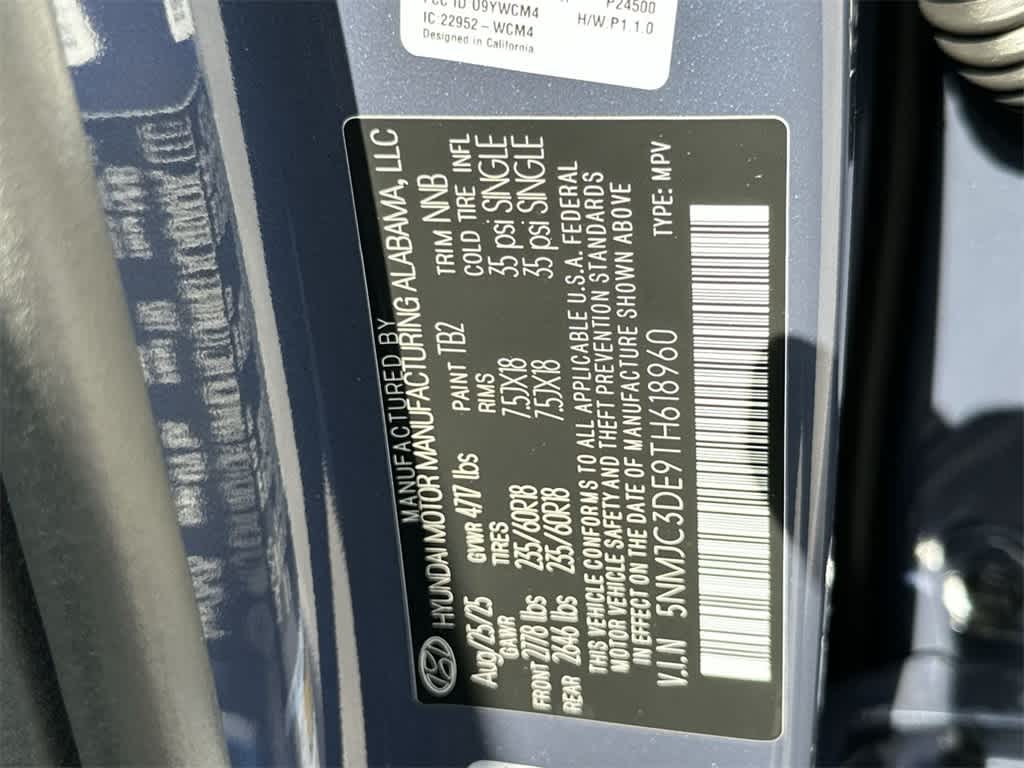 FCC ID O9YWCM4
P24500
IC:22952-WCM4
H/W.P1.1.0
Designed in California
MANUFACTURED BY
HYUNDAI MOTOR MANUFACTURING ALABAMA, LLC
Aug/25/25 GVWR 4717 lbs PAINT TB2 TRIM NNB
GAWR TIRES RIMS COLD TIRE INFL
FRONT 2778 lbs 235/60R18 7.5JX18 35 psi SINGLE
REAR 2646 lbs 235/60R18 7.5JX18 35 psi SINGLE
THIS VEHICLE CONFORMS TO ALL APPLICABLE U.S.A. FEDERAL
MOTOR VEHICLE SAFETY AND THEFT PREVENTION STANDARDS
IN EFFECT ON THE DATE OF MANUFACTURE SHOWN ABOVE
V.I.N 5NMJC3DE9TH618960 TYPE: MPV